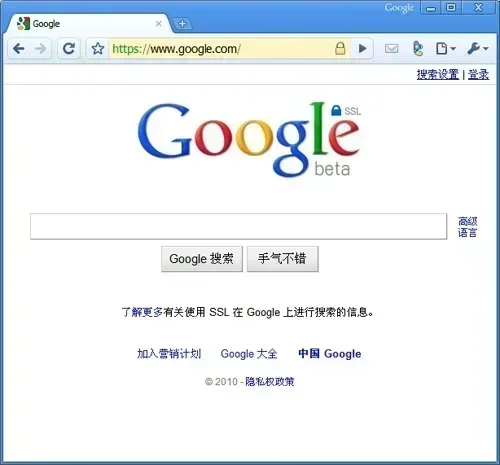 Google
Google
https://www.google.com/
搜索设置 | 登录
Google SSL
beta
高级
语言
Google 搜索 手气不错
了解更多有关使用 SSL 在 Google 上进行搜索的信息。
加入营销计划 Google 大全 中国 Google
© 2010 - 隐私权政策